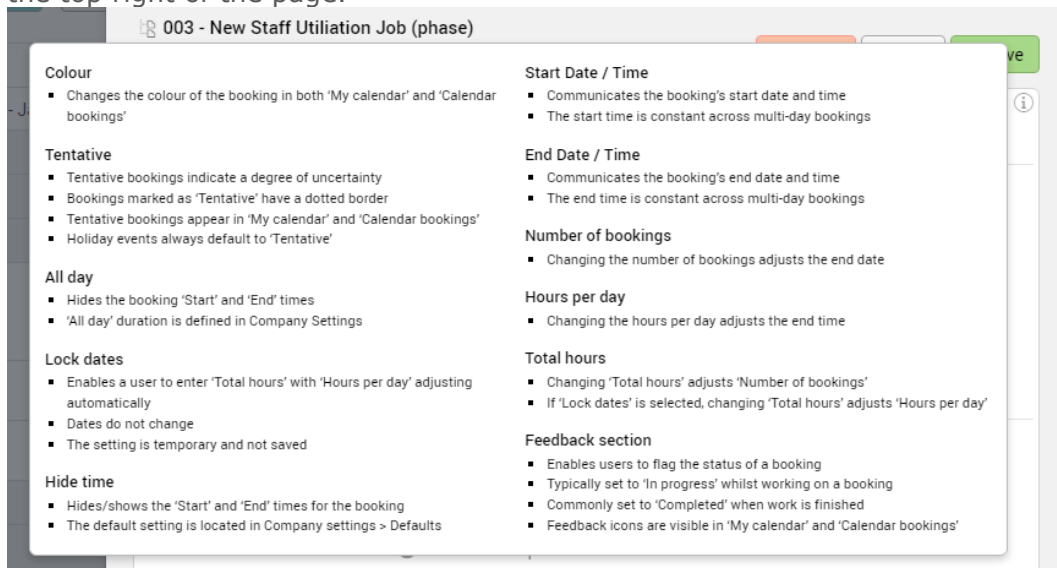 the top right of the page.
003 - New Staff Utiliation Job (phase)
ve
- Ja
Colour
Changes the colour of the booking in both 'My calendar' and 'Calendar
bookings'
Tentative
Tentative bookings indicate a degree of uncertainty
Bookings marked as 'Tentative' have a dotted border
Tentative bookings appear in 'My calendar' and 'Calendar bookings'
Holiday events always default to 'Tentative'
All day
Hides the booking 'Start' and 'End' times
'All day' duration is defined in Company Settings
Lock dates
Enables a user to enter 'Total hours' with 'Hours per day' adjusting
automatically
Dates do not change
The setting is temporary and not saved
Hide time
Hides/shows the 'Start' and 'End' times for the booking
The default setting is located in Company settings > Defaults
Start Date / Time
Communicates the booking's start date and time
The start time is constant across multi-day bookings
End Date / Time
Communicates the booking's end date and time
The end time is constant across multi-day bookings
Number of bookings
Changing the number of bookings adjusts the end date
Hours per day
Changing the hours per day adjusts the end time
Total hours
Changing 'Total hours' adjusts 'Number of bookings'
If 'Lock dates' is selected, changing 'Total hours' adjusts 'Hours per day'
Feedback section
Enables users to flag the status of a booking
Typically set to 'In progress' whilst working on a booking
Commonly set to 'Completed' when work is finished
Feedback icons are visible in 'My calendar' and 'Calendar bookings'